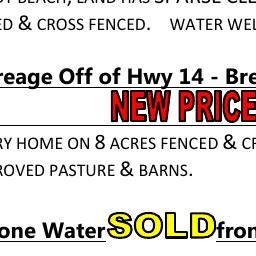 ED & CROSS FENCED. WATER WEL
reage Off of Hwy 14 - Bre
NEW PRICE
RY HOME ON 8 ACRES FENCED & C
ROVED PASTURE & BARNS.
one Water SOLD fron